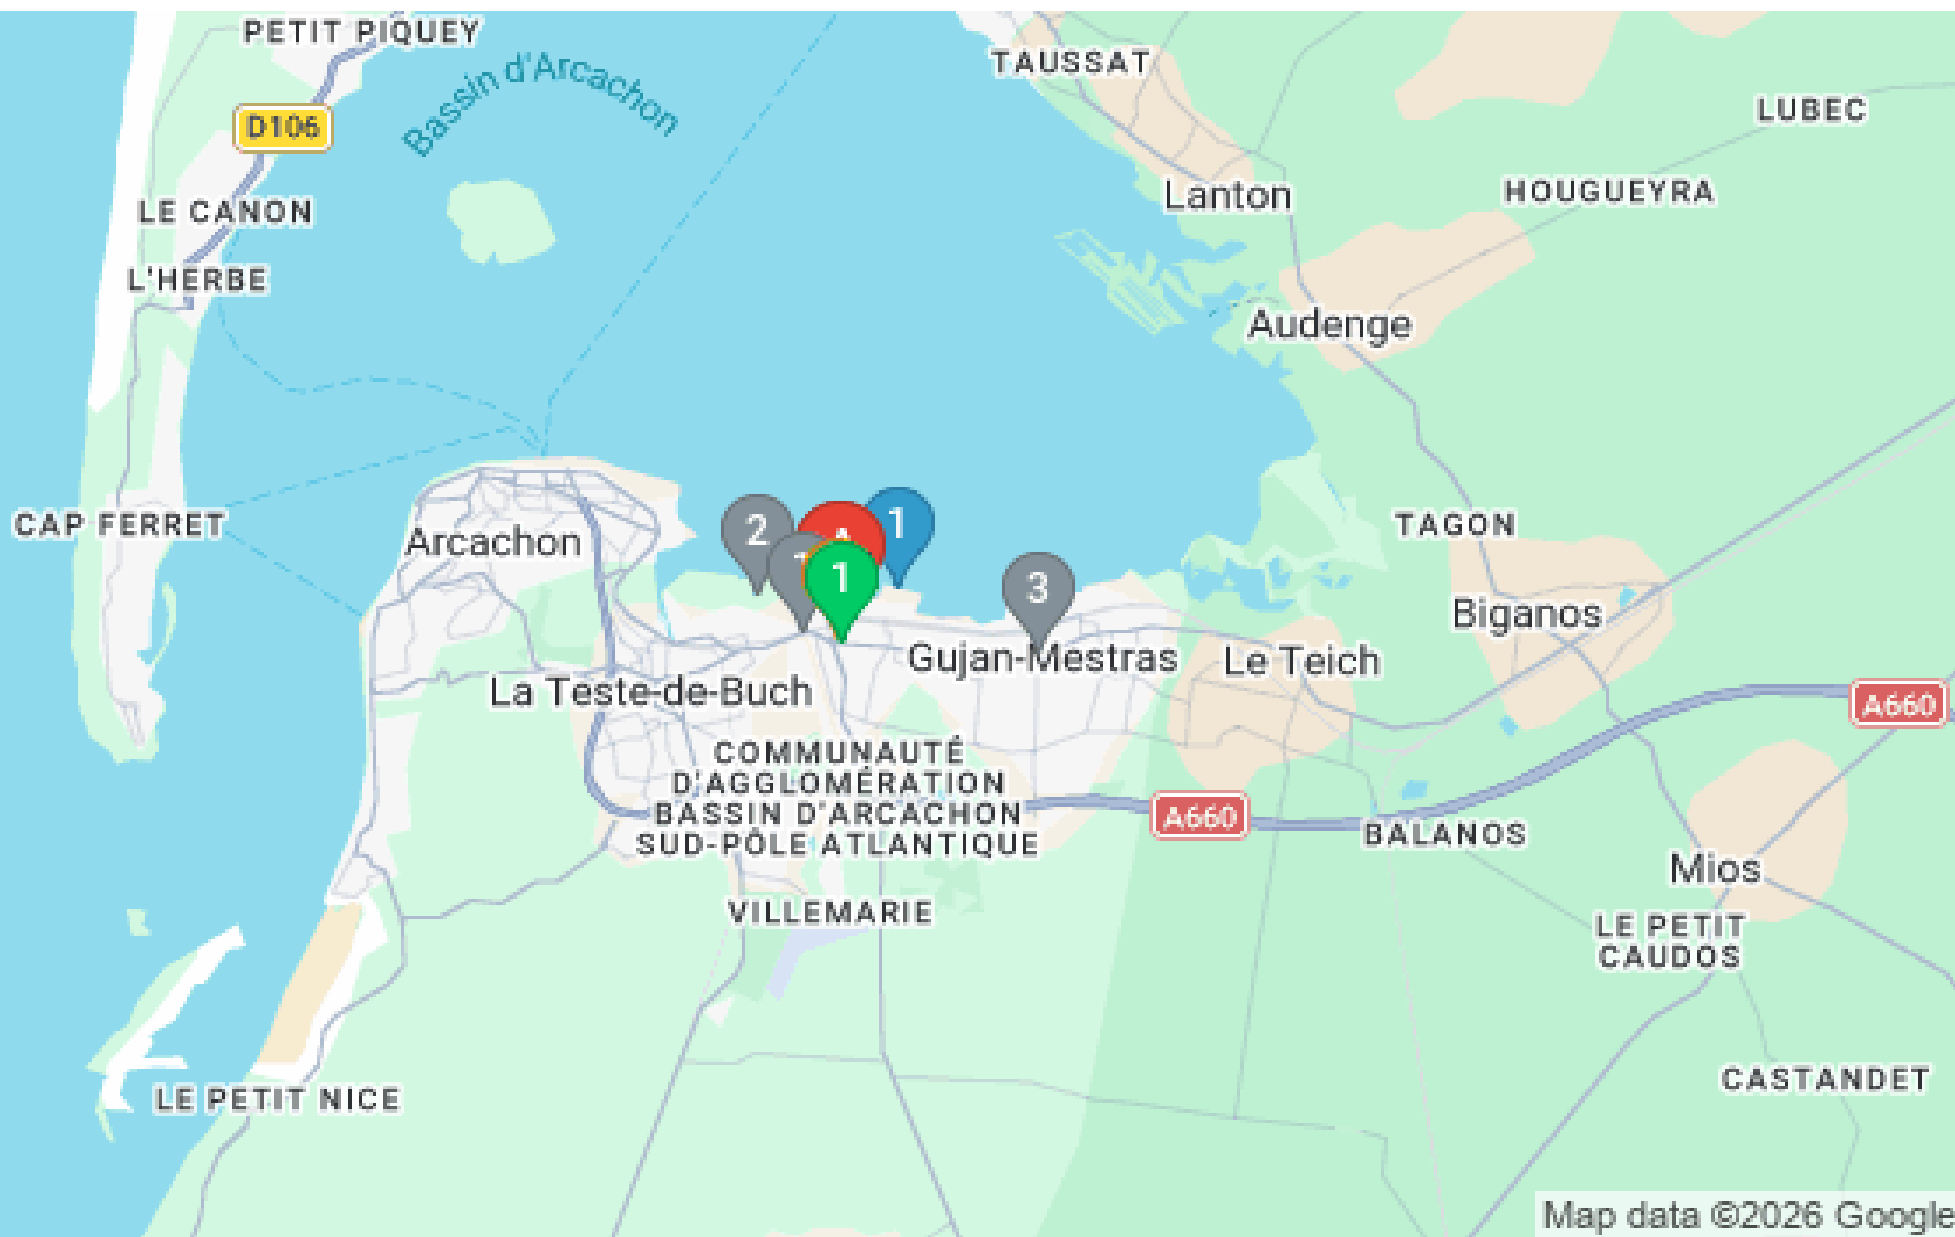 PETIT PIQUEY
Bassin d'Arcachon
TAUSSAT
LUBEC
D106
LE CANON
Lanton
HOUGUEYRA
L'HERBE
Audenge
CAP FERRET
Arcachon
2
1
1
3
TAGON
Biganos
Gujan-Mestras
Le Teich
La Teste-de-Buch
A660
COMMUNAUTÉ
D'AGGLOMÉRATION
BASSIN D'ARCACHON
SUD-PÔLE ATLANTIQUE
A660
BALANOS
Mios
VILLEMARIE
LE PETIT
CAUDOS
LE PETIT NICE
CASTANDET
Map data ©2026 Google